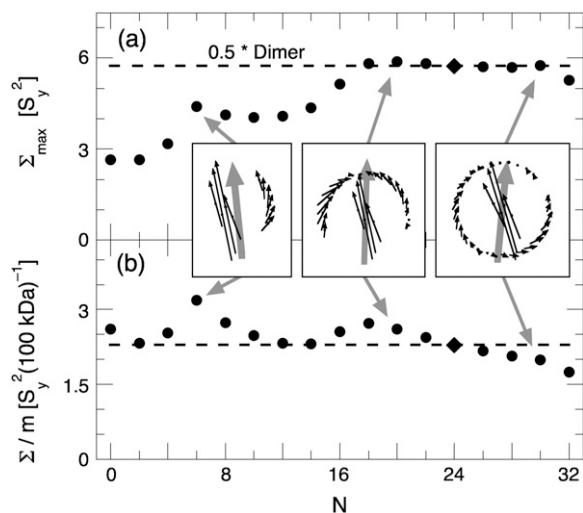 (a)
0.5 * Dimer
6
3
0
Σmax [Sy²]
(b)
3
1.5
0
Σ / m [Sy²(100 kDa)⁻¹]
0 8 16 24 32
N